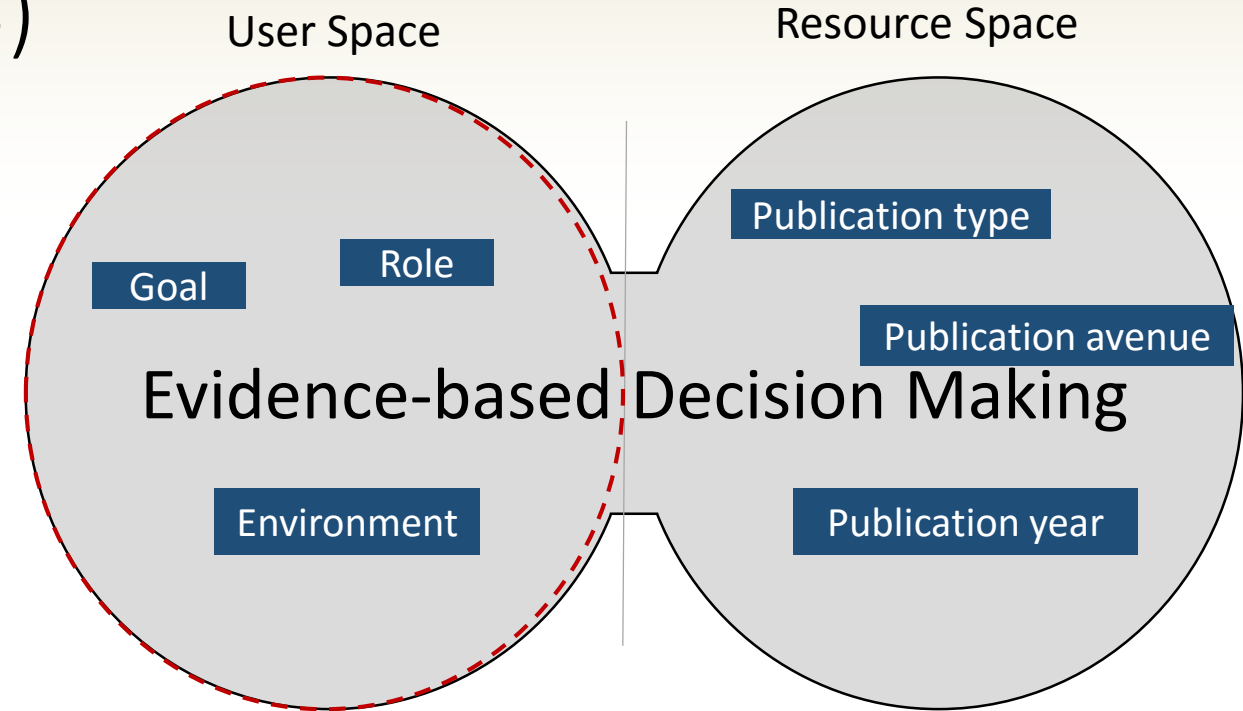 )
User Space
Resource Space
Publication type
Role
Goal
Publication avenue
Evidence-based Decision Making
Environment
Publication year